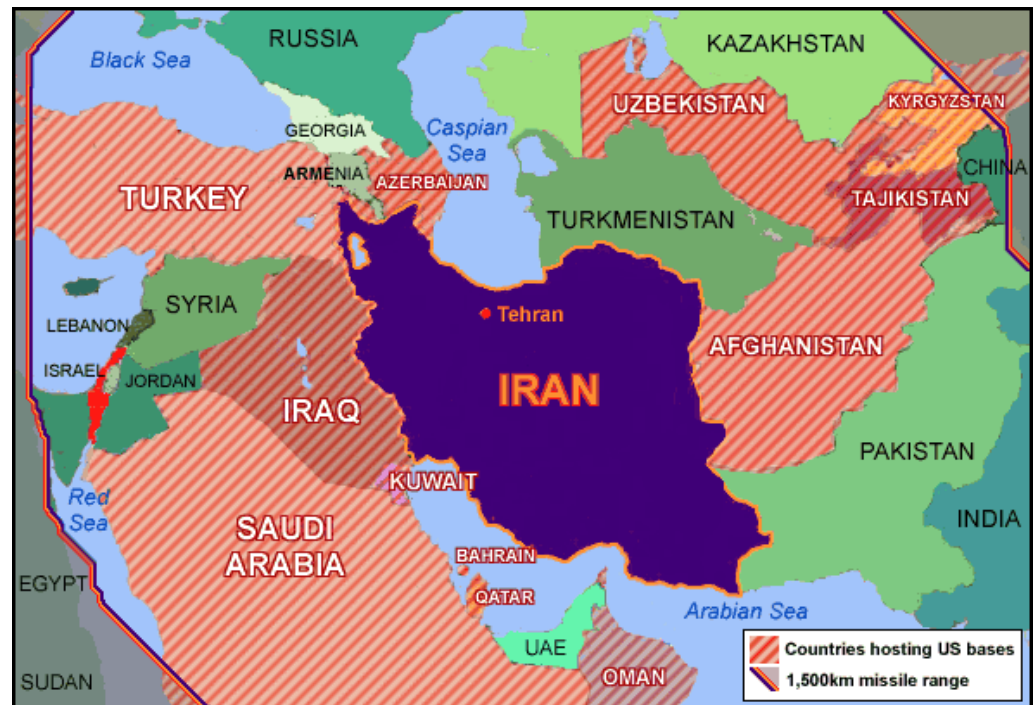 RUSSIA
KAZAKHSTAN
Black Sea
UZBEKISTAN
KYRGYZSTAN
GEORGIA
Caspian
Sea
ARMENIA
AZERBAIJAN
CHINA
TURKEY
TAJIKISTAN
TURKMENISTAN
SYRIA
LEBANON
Tehran
AFGHANISTAN
ISRAEL
JORDAN
IRAN
IRAQ
PAKISTAN
KUWAIT
Red
Sea
SAUDI
ARABIA
INDIA
BAHRAIN
EGYPT
QATAR
Arabian Sea
UAE
OMAN
SUDAN
Countries hosting US bases
1,500km missile range